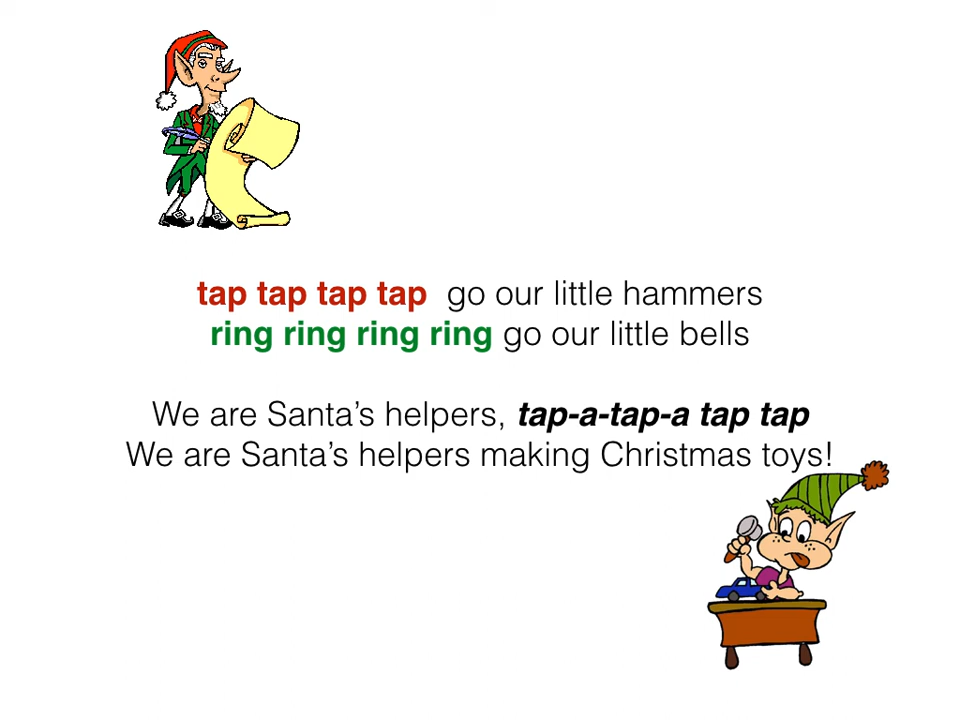 tap tap tap tap go our little hammers
ring ring ring ring go our little bells
We are Santa’s helpers, tap-a-tap-a tap tap
We are Santa’s helpers making Christmas toys!